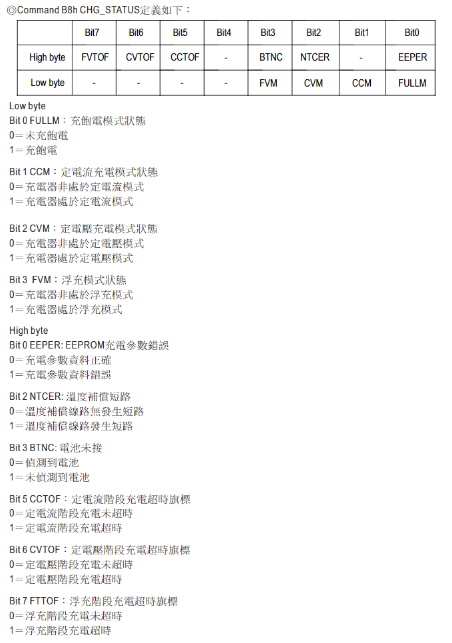 ◎Command B8h CHG_STATUS定義如下：
Bit7 Bit6 Bit5 Bit4 Bit3 Bit2 Bit1 Bit0
High byte FVTOF CVTOF CCTOF - BTNC NTCER - EEPER
Low byte - - - - FVM CVM CCM FULLM
Low byte
Bit 0 FULLM：充飽電模式狀態
0＝未充飽電
1＝充飽電
Bit 1 CCM：定電流充電模式狀態
0＝充電器非處於定電流模式
1＝充電器處於定電流模式
Bit 2 CVM：定電壓充電模式狀態
0＝充電器非處於定電壓模式
1＝充電器處於定電壓模式
Bit 3 FVM：浮充模式狀態
0＝充電器非處於浮充模式
1＝充電器處於浮充模式
High byte
Bit 0 EEPER: EEPROM充電參數錯誤
0＝充電參數資料正確
1＝充電參數資料錯誤
Bit 2 NTCER: 溫度補償短路
0＝溫度補償線路無發生短路
1＝溫度補償線路發生短路
Bit 3 BTNC: 電池未接
0＝偵測到電池
1＝未偵測到電池
Bit 5 CCTOF：定電流階段充電超時旗標
0＝定電流階段充電未超時
1＝定電流階段充電超時
Bit 6 CVTOF：定電壓階段充電超時旗標
0＝定電壓階段充電未超時
1＝定電壓階段充電超時
Bit 7 FTTOF：浮充階段充電超時旗標
0＝浮充階段充電未超時
1＝浮充階段充電超時